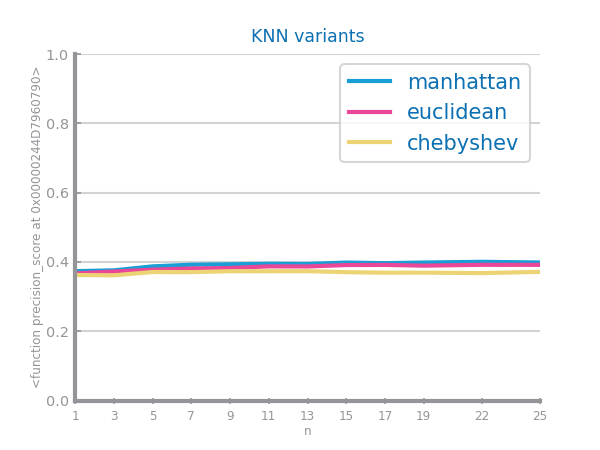 KNN variants
<function precision_score at 0x00000244D7960790>
1.0
0.8
0.6
0.4
0.2
0.0
manhattan
euclidean
chebyshev
1 3 5 7 9 11 13 15 17 19 22 25
n